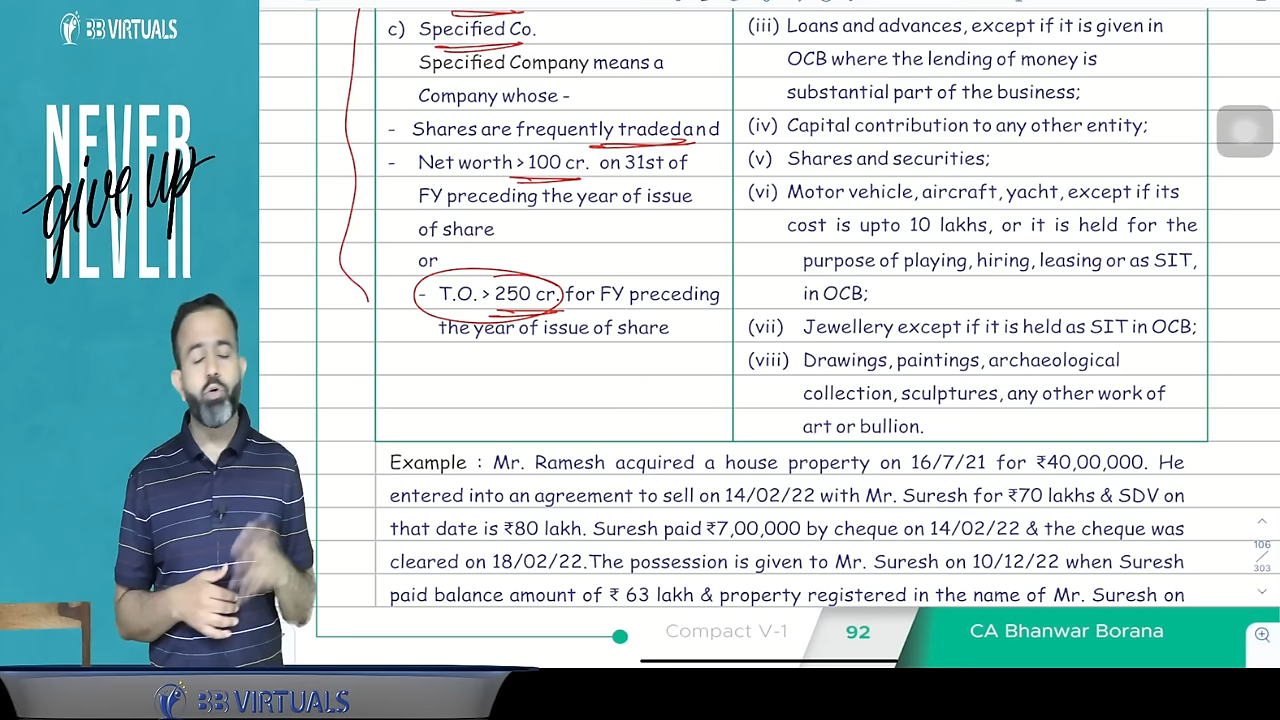 BB VIRTUALS
NEVER
give up
NEVER
c) Specified Co.
Specified Company means a
Company whose -
- Shares are frequently traded and
- Net worth > 100 cr. on 31st of
FY preceding the year of issue
of share
or
- T.O. > 250 cr. for FY preceding
the year of issue of share
(iii) Loans and advances, except if it is given in
OCB where the lending of money is
substantial part of the business;
(iv) Capital contribution to any other entity;
(v) Shares and securities;
(vi) Motor vehicle, aircraft, yacht, except if its
cost is upto 10 lakhs, or it is held for the
purpose of playing, hiring, leasing or as SIT,
in OCB;
(vii) Jewellery except if it is held as SIT in OCB;
(viii) Drawings, paintings, archaeological
collection, sculptures, any other work of
art or bullion.
Example : Mr. Ramesh acquired a house property on 16/7/21 for ₹40,00,000. He
entered into an agreement to sell on 14/02/22 with Mr. Suresh for ₹70 lakhs & SDV on
that date is ₹80 lakh. Suresh paid ₹7,00,000 by cheque on 14/02/22 & the cheque was
cleared on 18/02/22.The possession is given to Mr. Suresh on 10/12/22 when Suresh
paid balance amount of ₹ 63 lakh & property registered in the name of Mr. Suresh on
106
303
Compact V-1
92
CA Bhanwar Borana
BB VIRTUALS